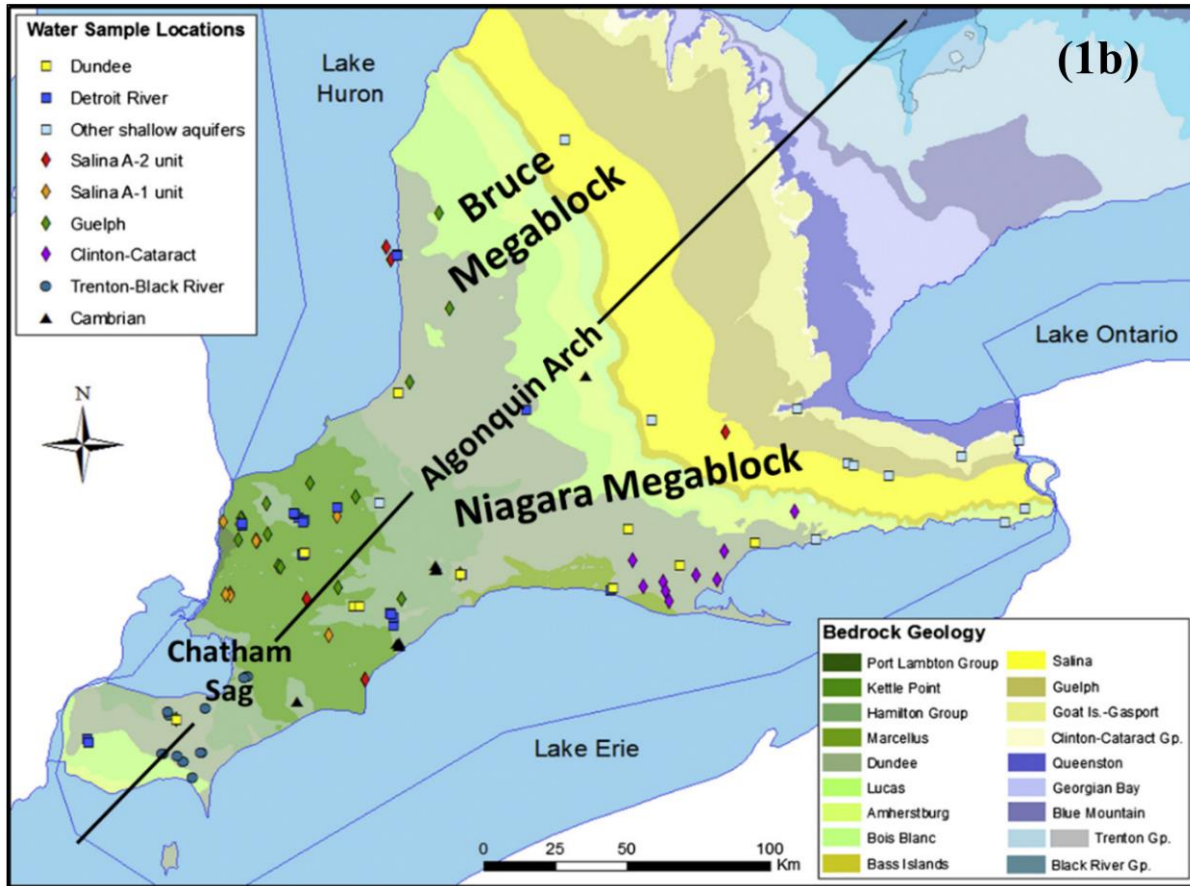 Water Sample Locations
Dundee
Detroit River
Other shallow aquifers
Salina A-2 unit
Salina A-1 unit
Guelph
Clinton-Cataract
Trenton-Black River
Cambrian
(1b)
Lake
Huron
Bruce
Megablock
Lake Ontario
N
Algonquin Arch
Niagara Megablock
Chatham
Sag
Lake Erie
0 50 100
Km
Bedrock Geology
Port Lambton Group
Kettle Point
Hamilton Group
Marcellus
Dundee
Lucas
Amherstburg
Bois Blanc
Bass Islands
Salina
Guelph
Goat Is.-Gasport
Clinton-Cataract Gp.
Queenston
Georgian Bay
Blue Mountain
Trenton Gp.
Black River Gp.